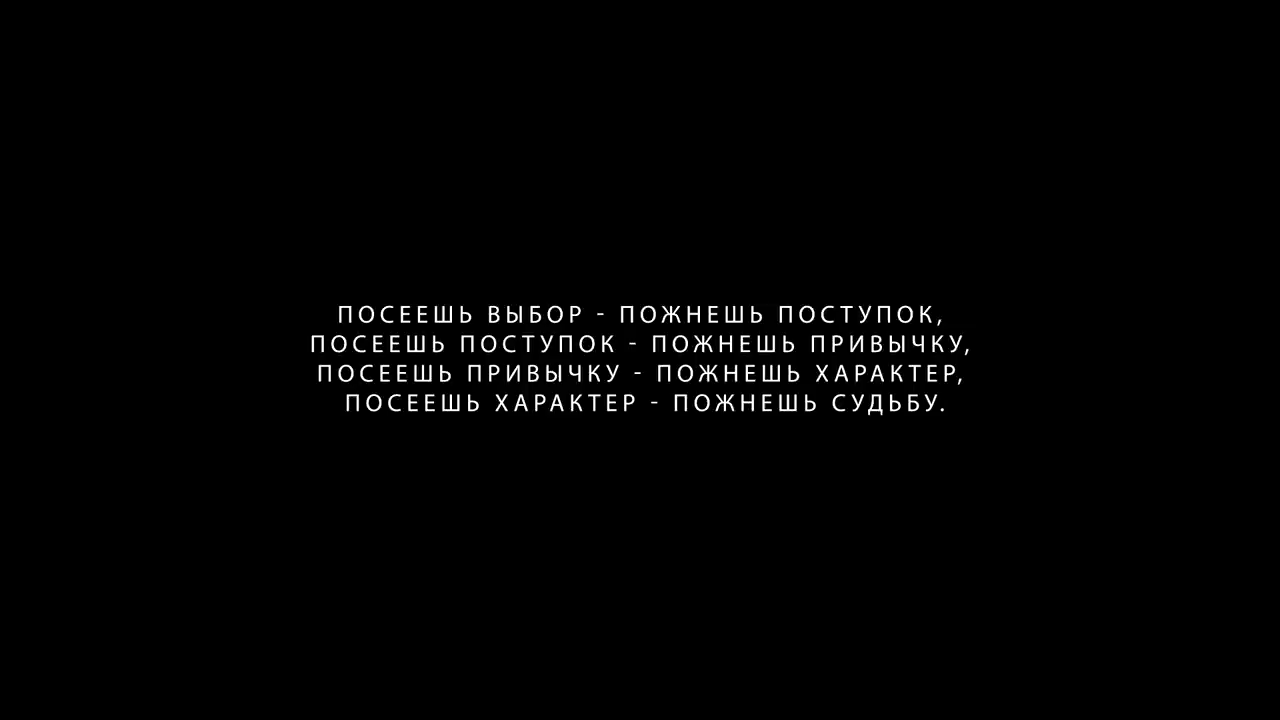 ПОСЕЕШЬ ВЫБОР - ПОЖНЕШЬ ПОСТУПОК,
ПОСЕЕШЬ ПОСТУПОК - ПОЖНЕШЬ ПРИВЫЧКУ,
ПОСЕЕШЬ ПРИВЫЧКУ - ПОЖНЕШЬ ХАРАКТЕР,
ПОСЕЕШЬ ХАРАКТЕР - ПОЖНЕШЬ СУДЬБУ.